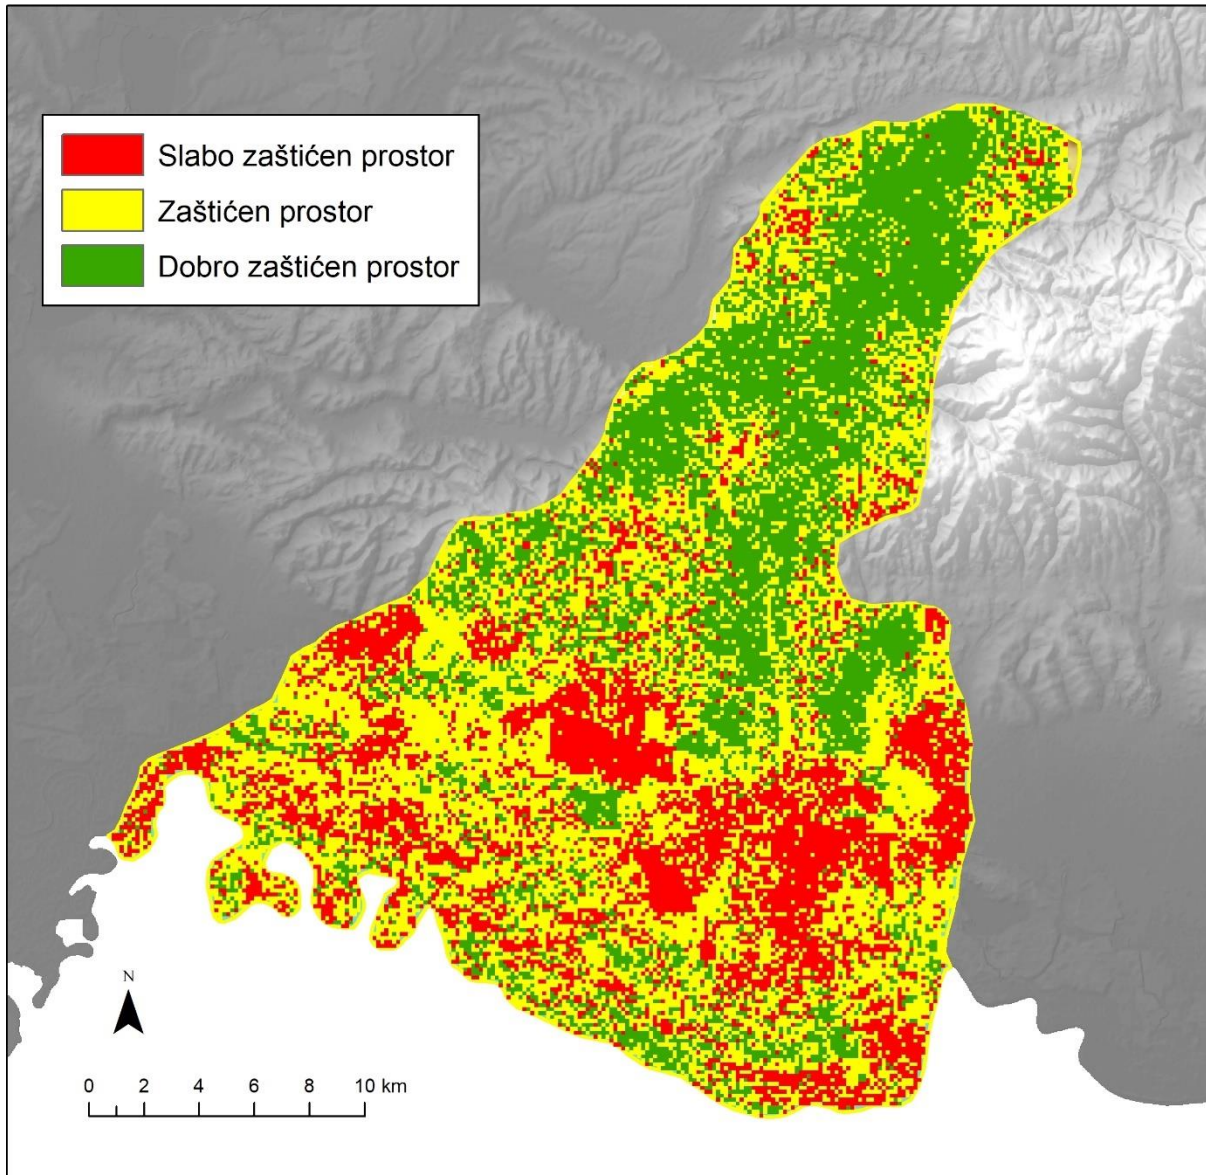 Slabo zaštićen prostor
Zaštićen prostor
Dobro zaštićen prostor
N
0 2 4 6 8 10 km